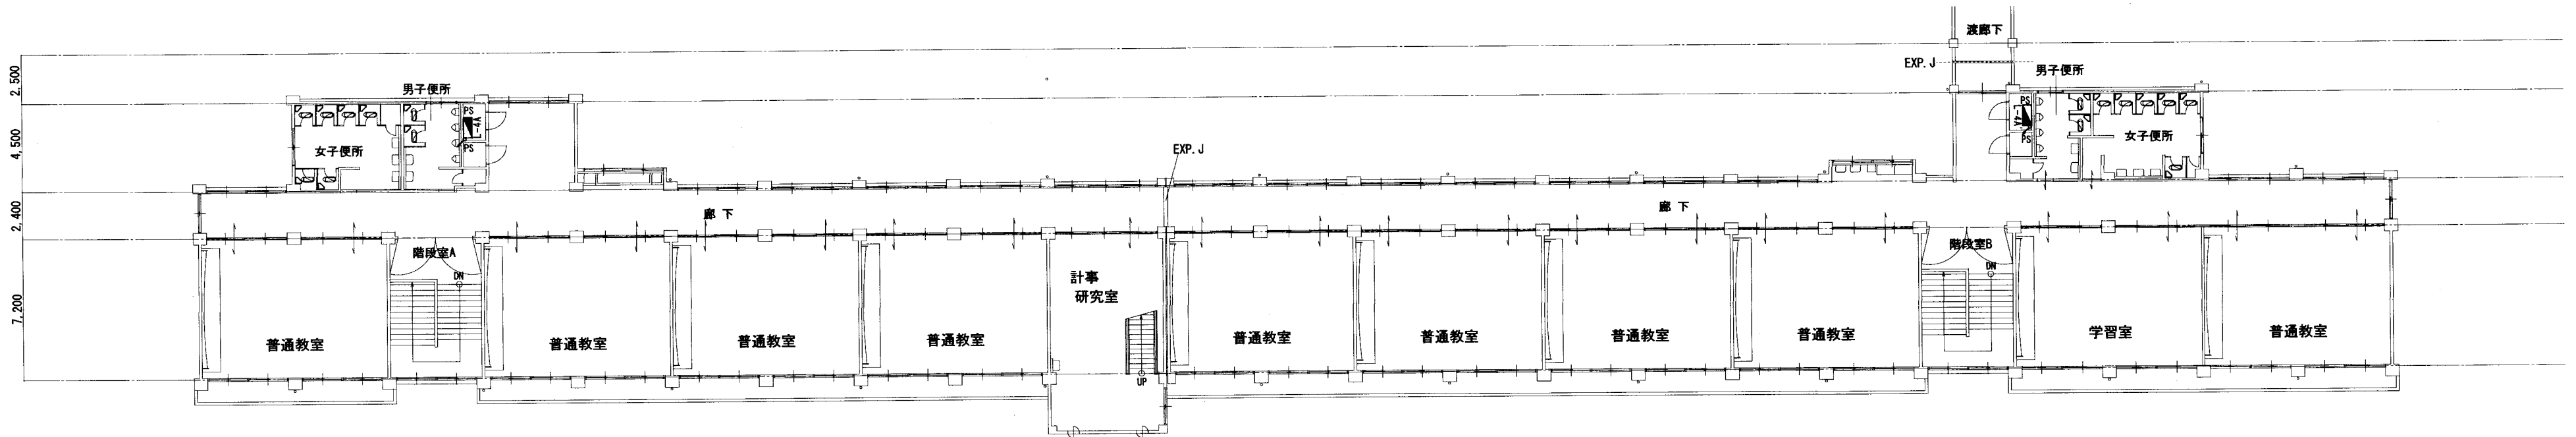 渡廊下
2,500
EXP.J
男子便所
男子便所
PS
L-4A
PS
女子便所
PS
L-4A
PS
女子便所
4,500
EXP.J
2,400
廊下
廊下
階段室A
DN
階段室B
DN
計事
研究室
7,200
普通教室
普通教室
普通教室
普通教室
普通教室
普通教室
普通教室
普通教室
学習室
普通教室
UP